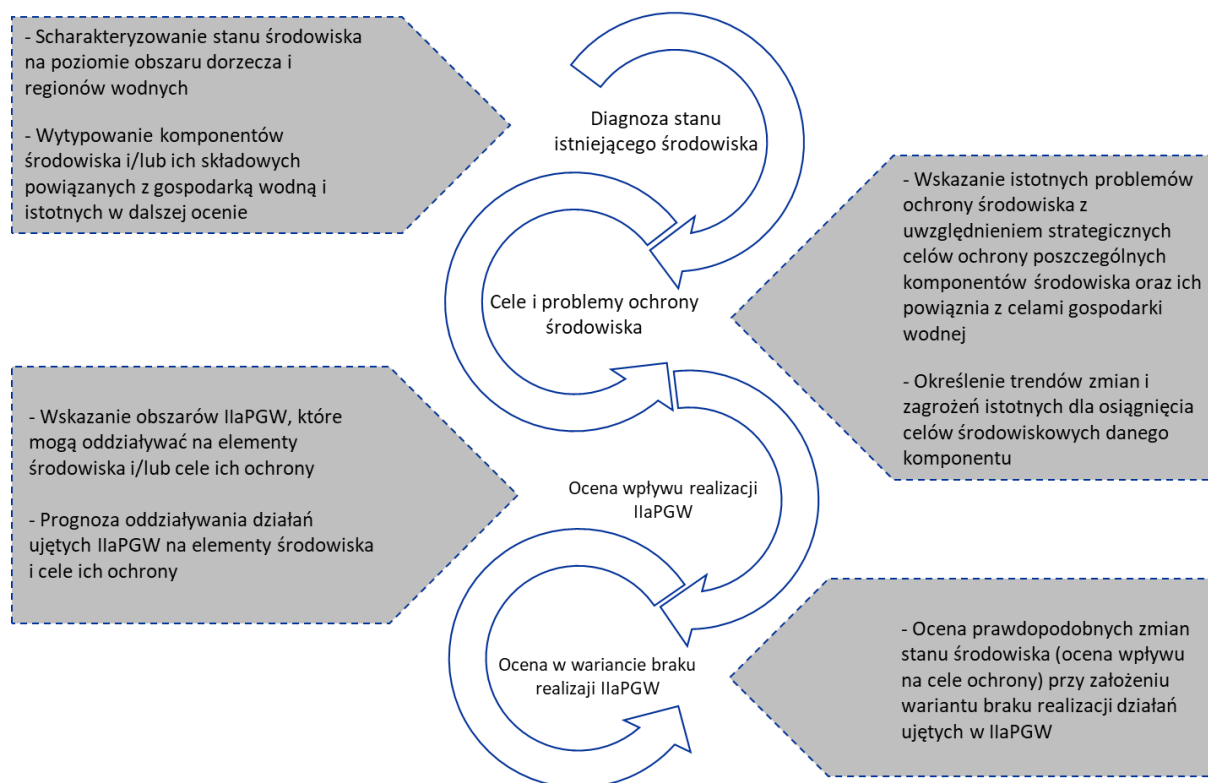 - Scharakteryzowanie stanu środowiska
na poziomie obszaru dorzecza i
regionów wodnych
- Wytypowanie komponentów
środowiska i/lub ich składowych
powiązanych z gospodarką wodną i
istotnych w dalszej ocenie
Diagnoza stanu
istniejącego środowiska
- Wskazanie istotnych problemów
ochrony środowiska z
uwzględnieniem strategicznych
celów ochrony poszczególnych
komponentów środowiska oraz ich
powiąznia z celami gospodarki
wodnej
- Określenie trendów zmian i
zagrożeń istotnych dla osiągnięcia
celów środowiskowych danego
komponentu
Cele i problemy ochrony
środowiska
- Wskazanie obszarów IIaPGW, które
mogą oddziaływać na elementy
środowiska i/lub cele ich ochrony
- Prognoza oddziaływania działań
ujętych IIaPGW na elementy środowiska
i cele ich ochrony
Ocena wpływu realizacji
IIaPGW
Ocena w wariancie braku
realizaji IIaPGW
- Ocena prawdopodobnych zmian
stanu środowiska (ocena wpływu
na cele ochrony) przy założeniu
wariantu braku realizacji działań
ujętych w IIaPGW